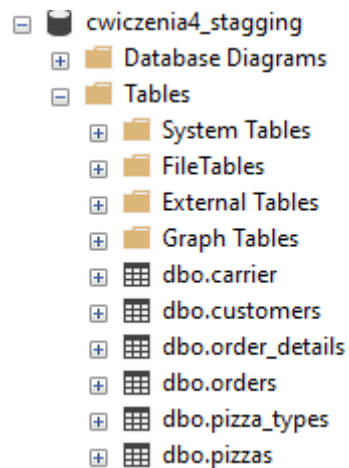 cwiczenia4_stagging
Database Diagrams
Tables
System Tables
FileTables
External Tables
Graph Tables
dbo.carrier
dbo.customers
dbo.order_details
dbo.orders
dbo.pizza_types
dbo.pizzas